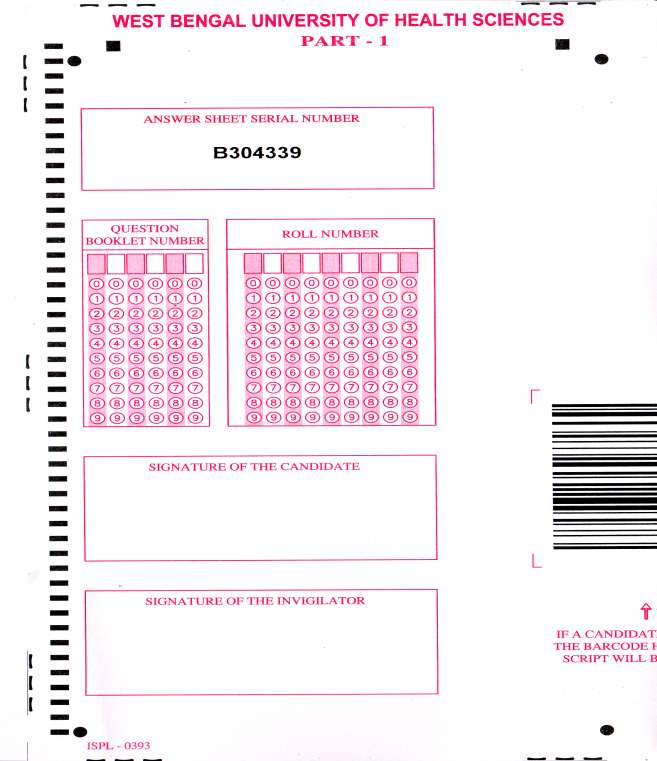 WEST BENGAL UNIVERSITY OF HEALTH SCIENCES
PART - 1
ANSWER SHEET SERIAL NUMBER
B304339
QUESTION
BOOKLET NUMBER
ROLL NUMBER
0 0 0 0 0 0 0 0 0 0 0 0 0 0 0
1 1 1 1 1 1 1 1 1 1 1 1 1 1 1
2 2 2 2 2 2 2 2 2 2 2 2 2 2 2
3 3 3 3 3 3 3 3 3 3 3 3 3 3 3
4 4 4 4 4 4 4 4 4 4 4 4 4 4 4
5 5 5 5 5 5 5 5 5 5 5 5 5 5 5
6 6 6 6 6 6 6 6 6 6 6 6 6 6 6
7 7 7 7 7 7 7 7 7 7 7 7 7 7 7
8 8 8 8 8 8 8 8 8 8 8 8 8 8 8
9 9 9 9 9 9 9 9 9 9 9 9 9 9 9
SIGNATURE OF THE CANDIDATE
SIGNATURE OF THE INVIGILATOR
IF A CANDIDAT
THE BARCODE
SCRIPT WILL B
ISPL - 0393